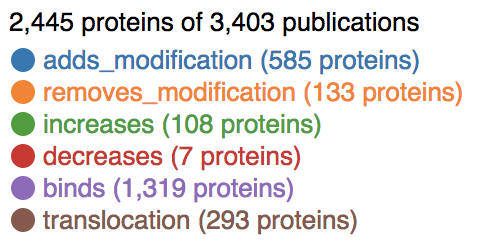 2,445 proteins of 3,403 publications
adds_modification (585 proteins)
removes_modification (133 proteins)
increases (108 proteins)
decreases (7 proteins)
binds (1,319 proteins)
translocation (293 proteins)